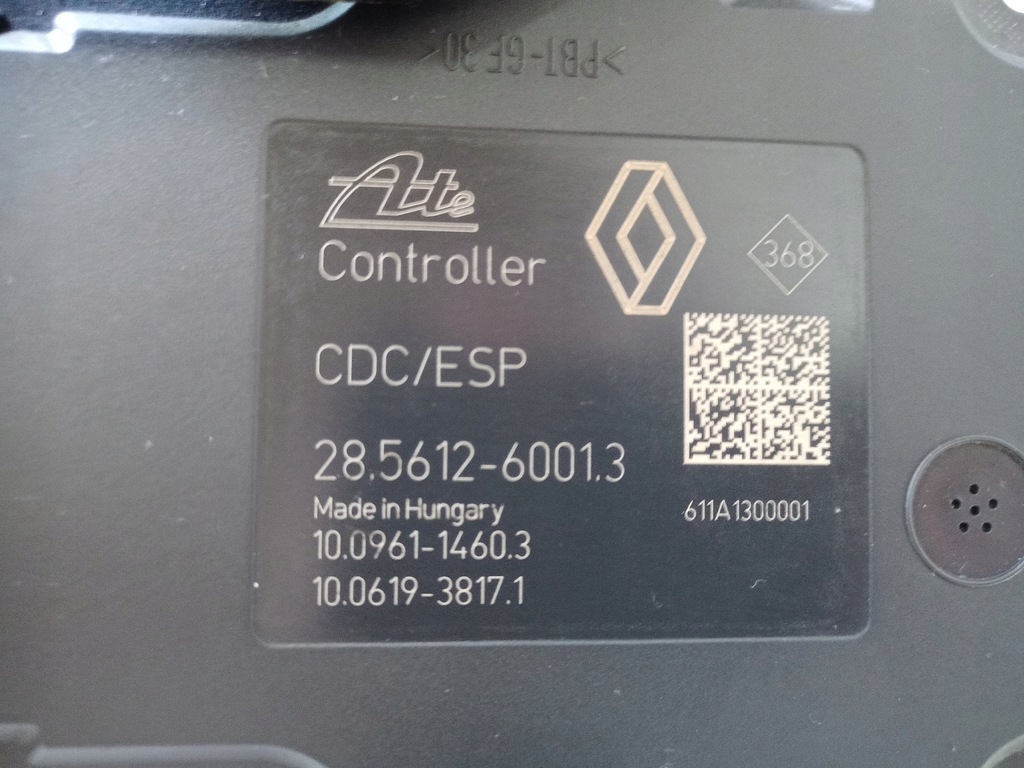 >PBT-GF30<
Ate
368
Controller
CDC/ESP
28.5612-6001.3
Made in Hungary
611A1300001
10.0961-1460.3
10.0619-3817.1